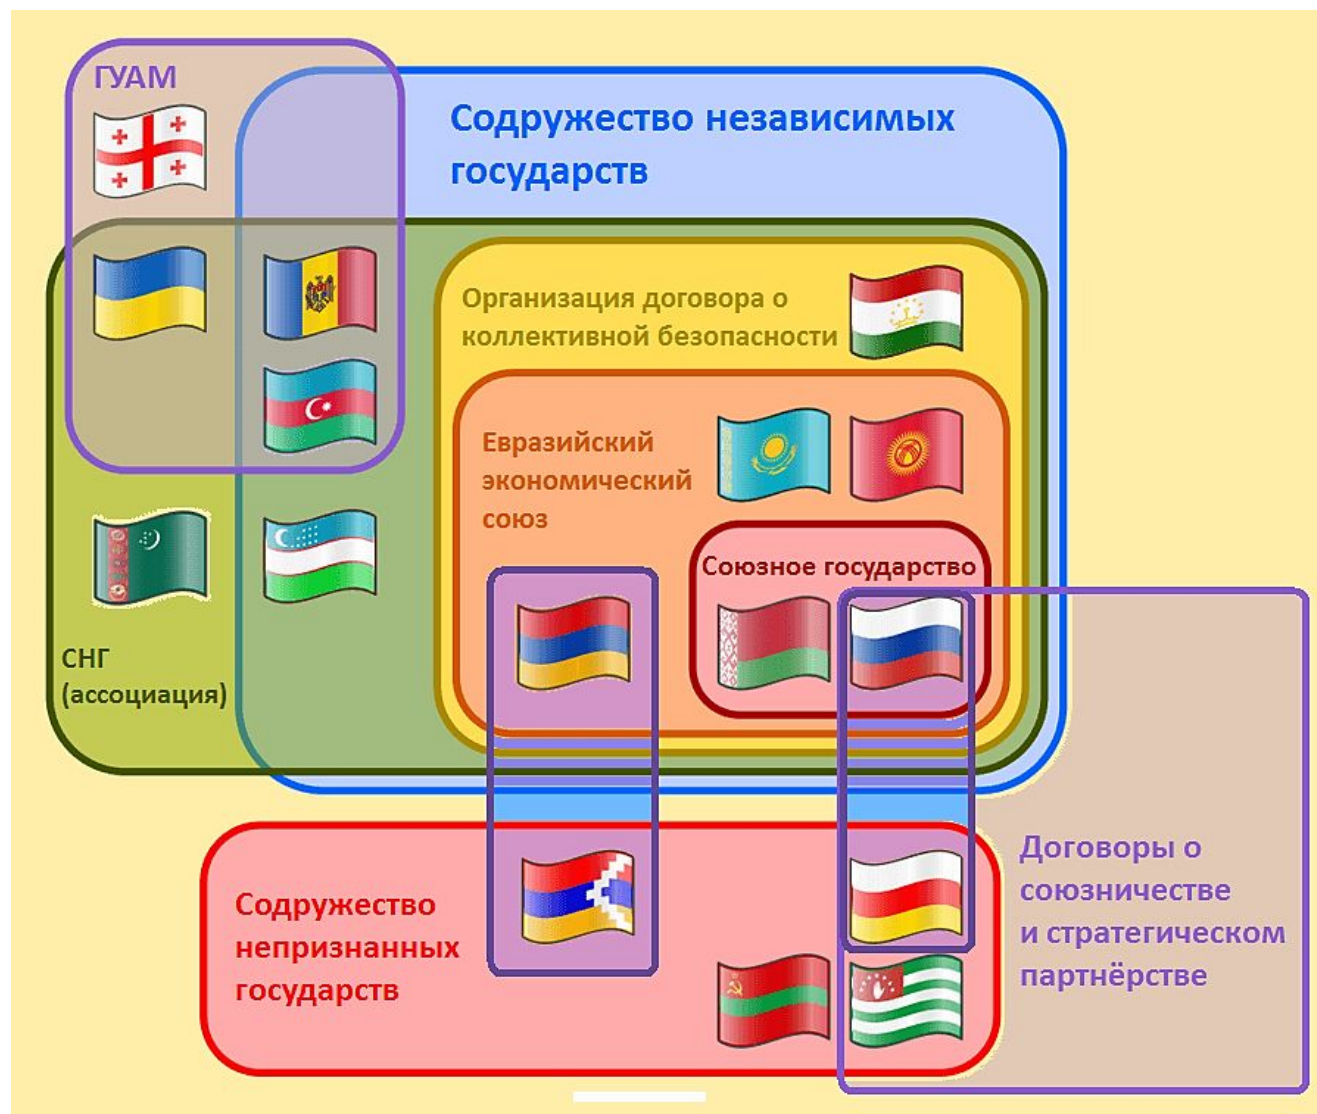 ГУАМ
Содружество независимых
государств
Организация договора о
коллективной безопасности
Евразийский
экономический
союз
Союзное государство
СНГ
(ассоциация)
Договоры о
союзничестве
и стратегическом
партнёрстве
Содружество
непризнанных
государств